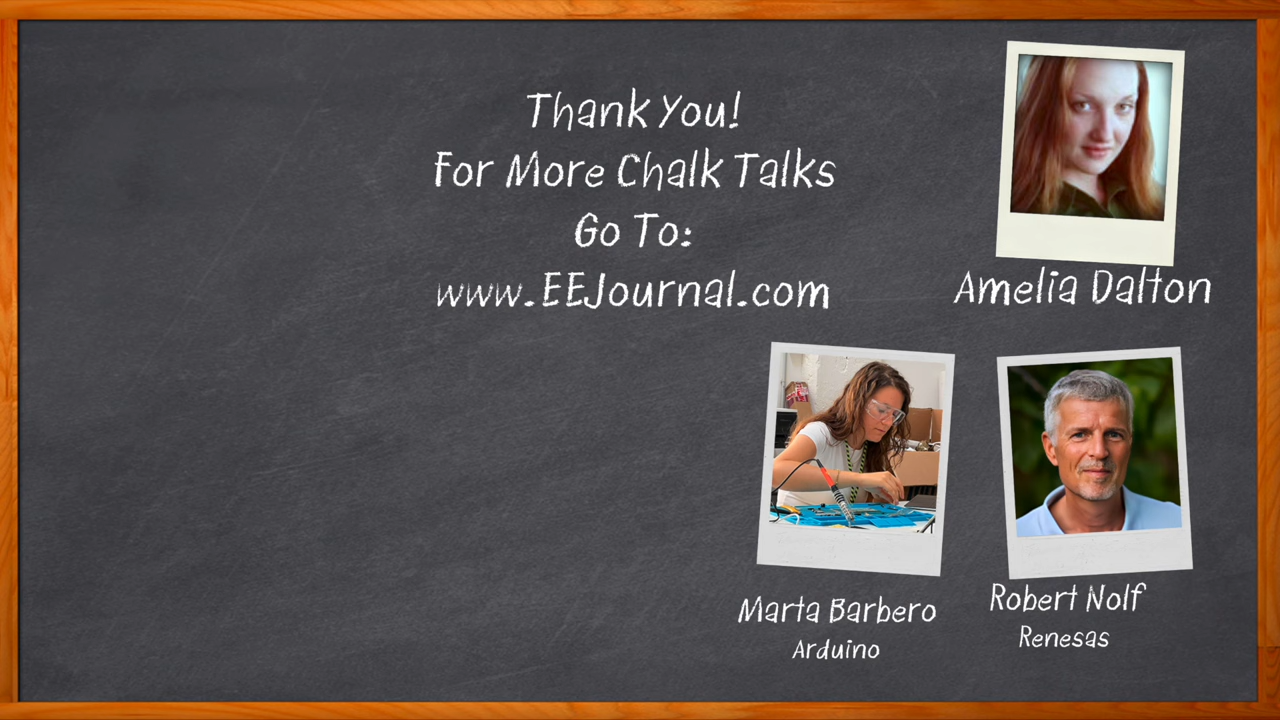 Thank You!
For More Chalk Talks
Go To:
www.EEJournal.com
Amelia Dalton
Marta Barbero
Arduino
Robert Nolf
Renesas